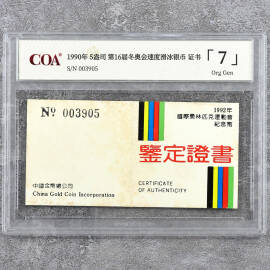 COA®
1990年 5盎司 第16届冬奥会速度滑冰银币 证书
S/N 003905
「7」
Org Gen
Nº 003905
1992年
國際奧林匹克運動會
紀念幣
鑒定證書
中國金幣總公司
China Gold Coin Incorporation
CERTIFICATE
OF AUTHENTICITY